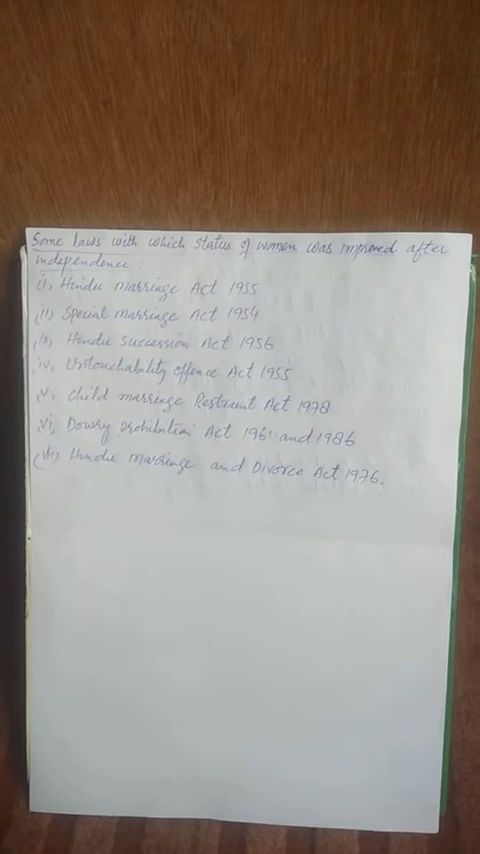 Some laws with which status of women was improved after
independence :
(i) Hindu marriage Act 1955
(ii) Special marriage Act 1954
(iii) Hindu succession Act 1956
(iv) Untouchability offence Act 1955
(v) Child marriage Restraint Act 1978
(vi) Dowry prohibition Act 1961 and 1986
(vii) Hindu marriage and Divorce Act 1976.